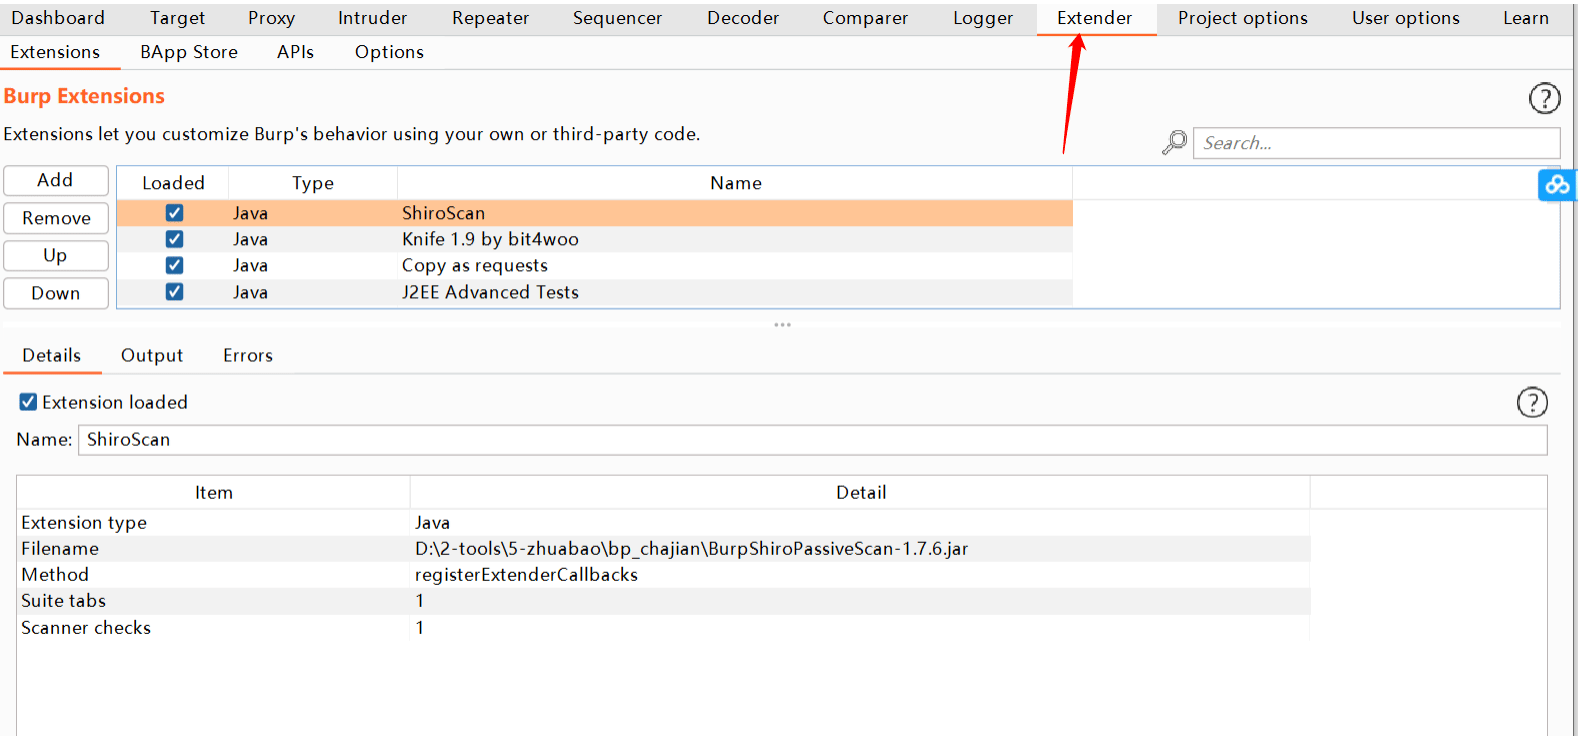 Dashboard Target Proxy Intruder Repeater Sequencer Decoder Comparer Logger Extender Project options User options Learn
Extensions BApp Store APIs Options
Burp Extensions
Extensions let you customize Burp's behavior using your own or third-party code.
Search...
Add
Remove
Up
Down
Loaded Type Name
Java ShiroScan
Java Knife 1.9 by bit4woo
Java Copy as requests
Java J2EE Advanced Tests
Details Output Errors
Extension loaded
Name: ShiroScan
Item Detail
Extension type Java
Filename D:\2-tools\5-zhuabao\bp_chajian\BurpShiroPassiveScan-1.7.6.jar
Method registerExtenderCallbacks
Suite tabs 1
Scanner checks 1